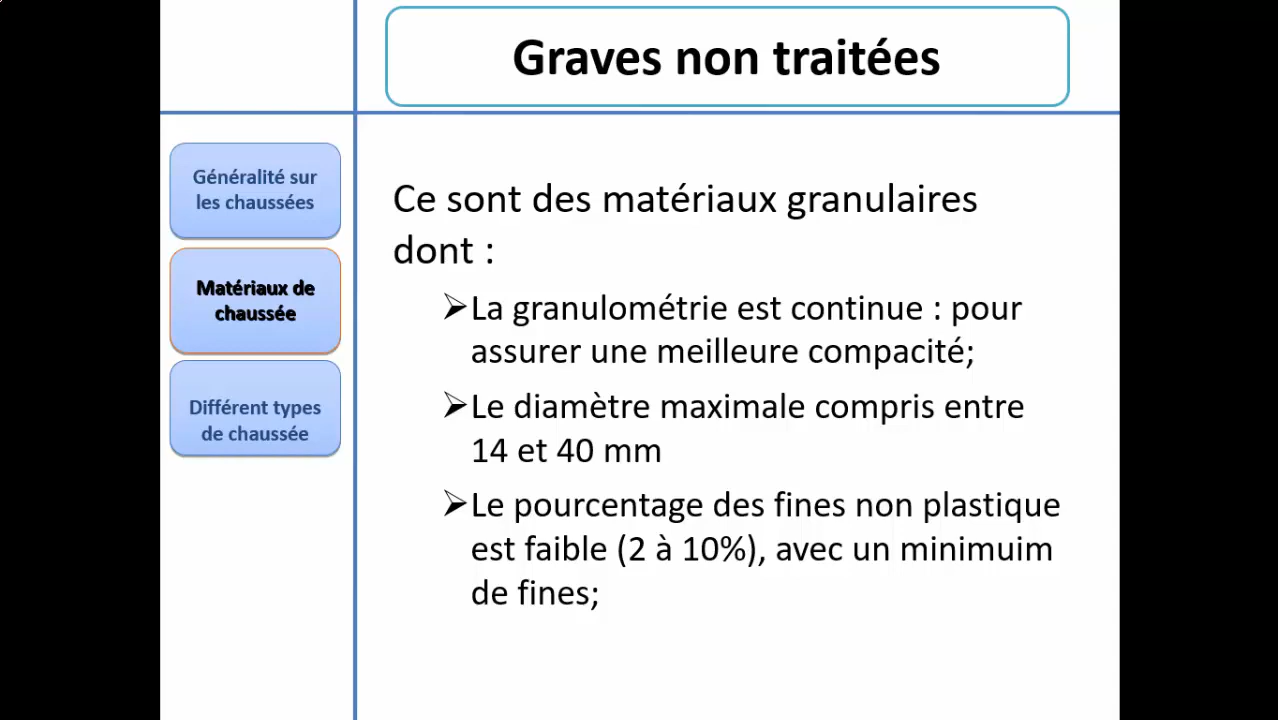 Graves non traitées
Généralité sur
les chaussées
Matériaux de
chaussée
Différent types
de chaussée
Ce sont des matériaux granulaires
dont :
➢La granulométrie est continue : pour
assurer une meilleure compacité;
➢Le diamètre maximale compris entre
14 et 40 mm
➢Le pourcentage des fines non plastique
est faible (2 à 10%), avec un minimuim
de fines;